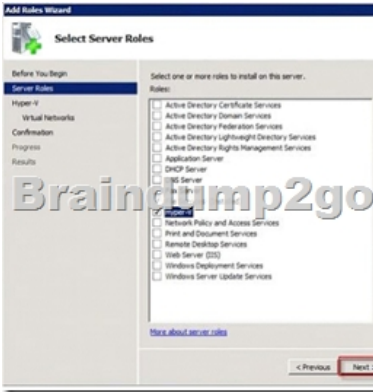 Add Roles Wizard
Select Server Roles
Before You Begin
Server Roles
Hyper-V
Virtual Networks
Confirmation
Progress
Results
Select one or more roles to install on this server.
Roles:
Active Directory Certificate Services
Active Directory Domain Services
Active Directory Federation Services
Active Directory Lightweight Directory Services
Active Directory Rights Management Services
Application Server
DHCP Server
Server
Braindump2go
Hyper-V
Network Policy and Access Services
Print and Document Services
Remote Desktop Services
Web Server (IIS)
Windows Deployment Services
Windows Server Update Services
More about server roles
< Previous
Next >